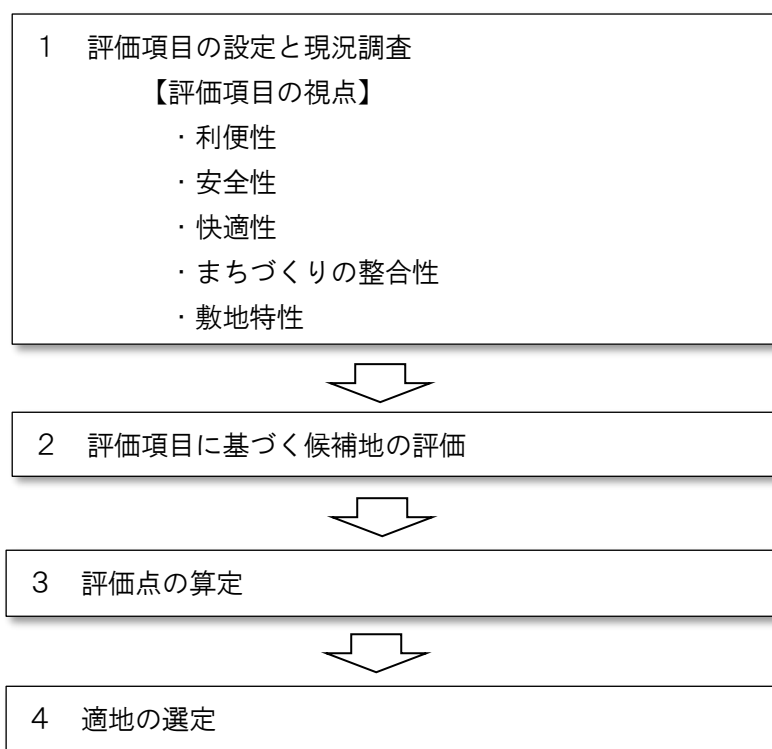 １　評価項目の設定と現況調査
【評価項目の視点】
・利便性
・安全性
・快適性
・まちづくりの整合性
・敷地特性
２　評価項目に基づく候補地の評価
３　評価点の算定
４　適地の選定